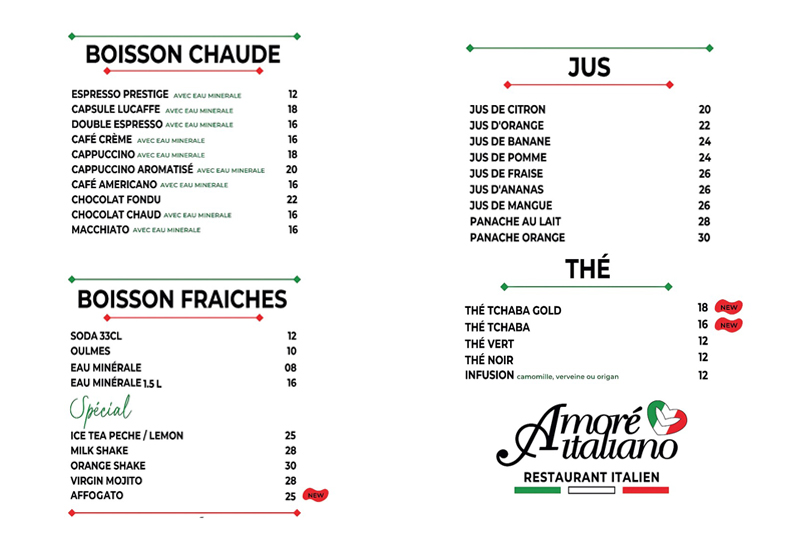 BOISSON CHAUDE
ESPRESSO PRESTIGE AVEC EAU MINERALE 12
CAPSULE LUCAFFE AVEC EAU MINERALE 18
DOUBLE ESPRESSO AVEC EAU MINERALE 16
CAFÉ CRÈME AVEC EAU MINERALE 16
CAPPUCCINO AVEC EAU MINERALE 18
CAPPUCCINO AROMATISÉ AVEC EAU MINERALE 20
CAFÉ AMERICANO AVEC EAU MINERALE 16
CHOCOLAT FONDU 22
CHOCOLAT CHAUD AVEC EAU MINERALE 16
MACCHIATO AVEC EAU MINERALE 16
BOISSON FRAICHES
SODA 33CL 12
OULMES 10
EAU MINÉRALE 08
EAU MINÉRALE 1.5 L 16
Spécial
ICE TEA PECHE / LEMON 25
MILK SHAKE 28
ORANGE SHAKE 30
VIRGIN MOJITO 28
AFFOGATO 25 NEW
JUS
JUS DE CITRON 20
JUS D'ORANGE 22
JUS DE BANANE 24
JUS DE POMME 24
JUS DE FRAISE 26
JUS D'ANANAS 26
JUS DE MANGUE 26
PANACHE AU LAIT 28
PANACHE ORANGE 30
THÉ
THÉ TCHABA GOLD 18 NEW
THÉ TCHABA 16 NEW
THÉ VERT 12
THÉ NOIR 12
INFUSION camomille, verveine ou origan 12
Amoré
italiano
RESTAURANT ITALIEN